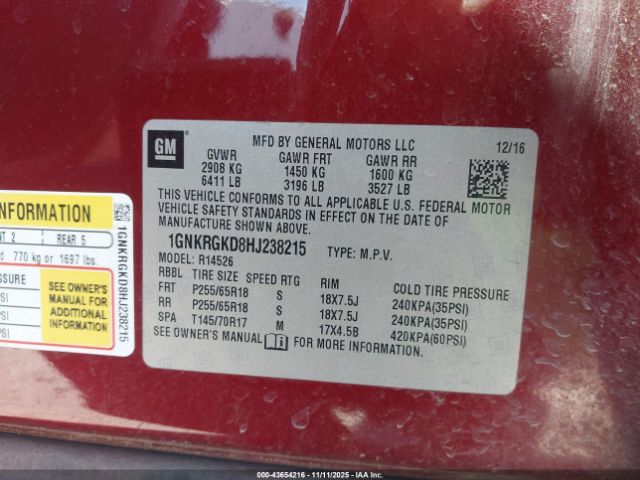 GM
MFD BY GENERAL MOTORS LLC 12/16
GVWR GAWR FRT GAWR RR
2908 KG 1450 KG 1600 KG
6411 LB 3196 LB 3527 LB
THIS VEHICLE CONFORMS TO ALL APPLICABLE U.S. FEDERAL MOTOR
VEHICLE SAFETY STANDARDS IN EFFECT ON THE DATE OF
MANUFACTURE SHOWN ABOVE.
1GNKRGKD8HJ238215 TYPE: M.P.V.
MODEL: R14526
RBBL TIRE SIZE SPEED RTG RIM COLD TIRE PRESSURE
FRT P255/65R18 S 18X7.5J 240KPA(35PSI)
RR P255/65R18 S 18X7.5J 240KPA(35PSI)
SPA T145/70R17 M 17X4.5B 420KPA(60PSI)
SEE OWNER'S MANUAL FOR MORE INFORMATION.
INFORMATION
2 REAR 5
770 kg or 1697 lbs.
SEE OWNER'S
MANUAL FOR
ADDITIONAL
INFORMATION
PSI
PSI
1GNKRGKD8HJ238215
000-43654216 - 11/11/2025 - IAAI.COM